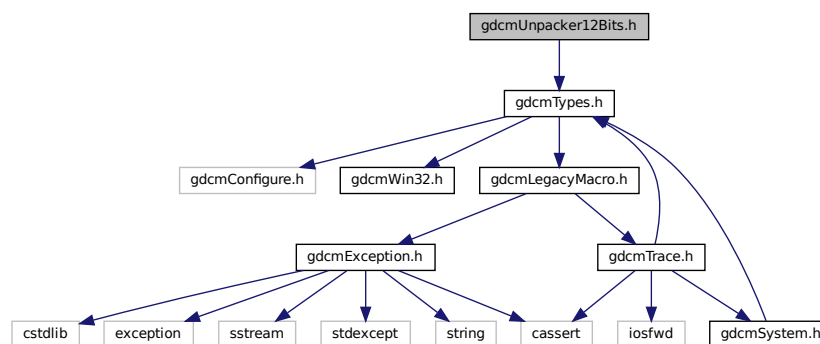 gdcmUnpacker12Bits.h
gdcmTypes.h
gdcmConfigure.h
gdcmWin32.h
gdcmLegacyMacro.h
gdcmException.h
gdcmTrace.h
cstdlib
exception
sstream
stdexcept
string
cassert
iosfwd
gdcmSystem.h